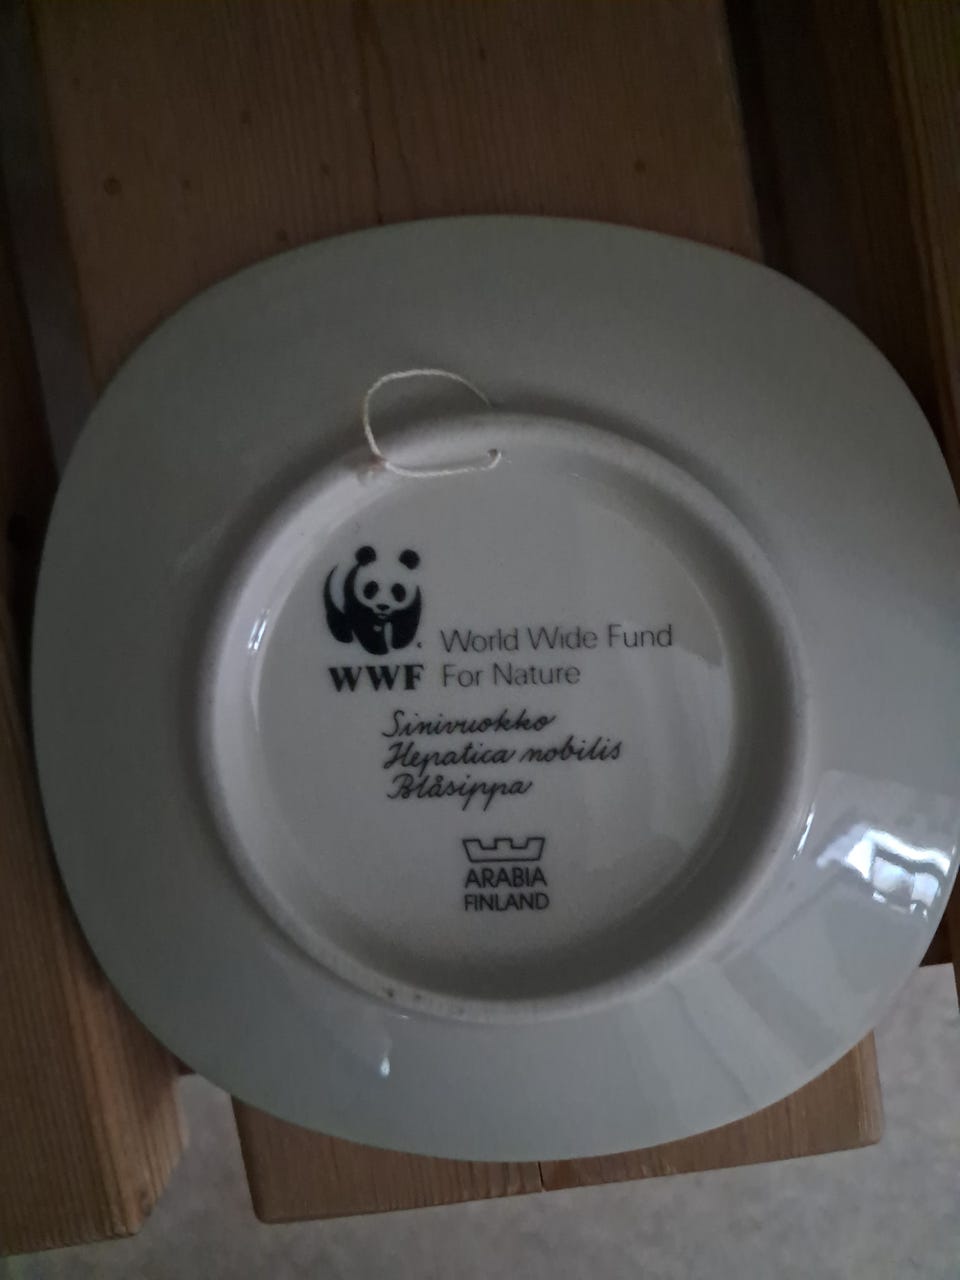 World Wide Fund
WWF For Nature
Sinivuokko
Hepatica nobilis
Blåsippa
ARABIA
FINLAND